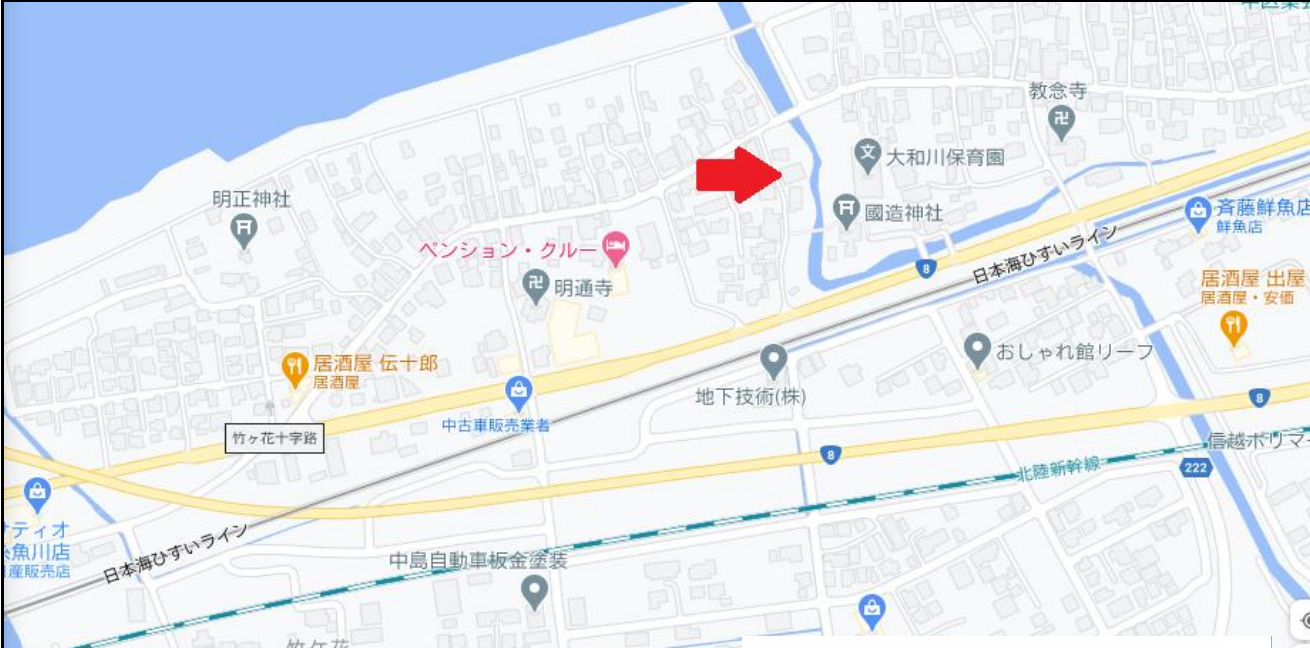 教念寺
大和川保育園
明正神社
國造神社
斉藤鮮魚店
鮮魚店
ペンション・クルー
日本海ひすいライン
8
明通寺
居酒屋 出屋
居酒屋・安価
おしゃれ館リーフ
居酒屋 伝十郎
居酒屋
地下技術(株)
8
中古車販売業者
竹ヶ花十字路
8
信越ポリマー
北陸新幹線
222
ティオ
魚川店
産販売店
日本海ひすいライン
中島自動車板金塗装
竹ケ花